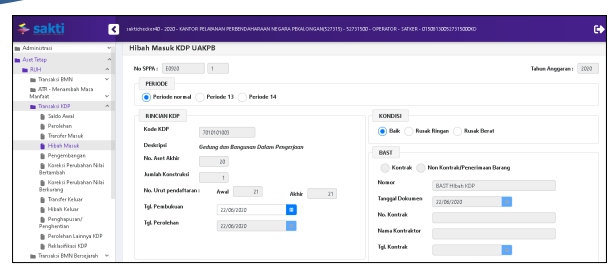 sakti
sakticheckor40 - 2020 - KANTOR PELAYANAN PERBENDAHARAAN NEGARA PEKALONGAN(527315) - 52731500 - OPERATOR - SATKER - 015081500527315000KD
Administrasi
Aset Tetap
RUH
Transaksi BMN
ATR - Menambah Masa Manfaat
Transaksi KDP
Saldo Awal
Perolehan
Transfer Masuk
Hibah Masuk
Pengembangan
Koreksi Perubahan Nilai Bertambah
Koreksi Perubahan Nilai Berkurang
Transfer Keluar
Hibah Keluar
Penghapusan/ Penghentian
Perolehan Lainnya KDP
Reklasifikasi KDP
Transaksi BMN Bersejarah
Hibah Masuk KDP UAKPB
No SPPA : E0920 1
Tahun Anggaran : 2020
PERIODE
Periode normal Periode 13 Periode 14
RINCIAN KDP
Kode KDP 7010101003
Deskripsi Gedung dan Bangunan Dalam Pengerjaan
No. Aset Akhir 20
Jumlah Konstruksi 1
No. Urut pendaftaran : Awal 21 Akhir 21
Tgl. Pembukuan 22/06/2020
Tgl. Perolehan 22/06/2020
KONDISI
Baik Rusak Ringan Rusak Berat
BAST
Kontrak Non Kontrak/Penerimaan Barang
Nomor BAST Hibah KDP
Tanggal Dokumen 22/06/2020
No. Kontrak
Nama Kontraktor
Tgl. Kontrak